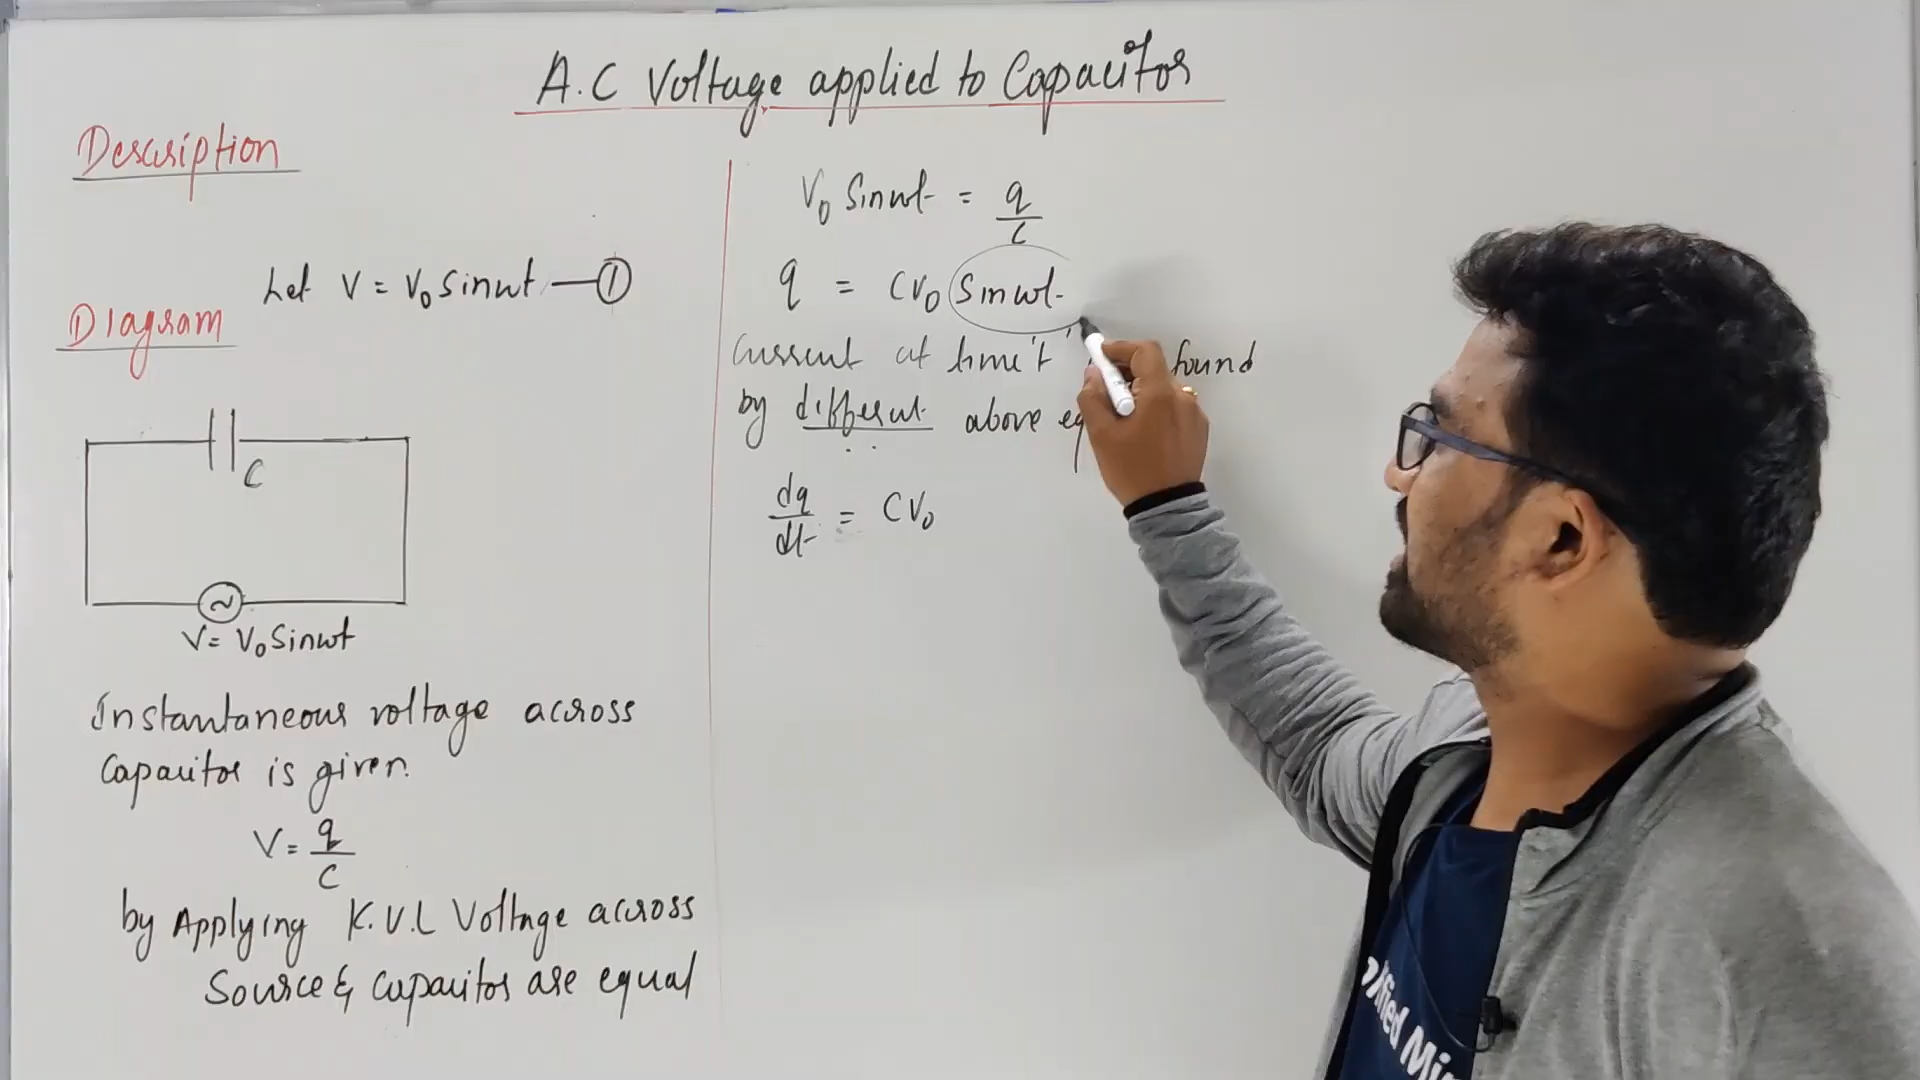 A.C Voltage applied to Capacitor
Description
Let V = V₀ sinωt —①
Diagram
C
V = V₀ Sinωt
Instantaneous voltage across
Capacitor is given.
V = q/C
by Applying K.V.L Voltage across
Source & capacitor are equal
V₀ Sinωt = q/C
q = CV₀ Sinωt
Current at time 't' found
by different above
dq/dt = CV₀